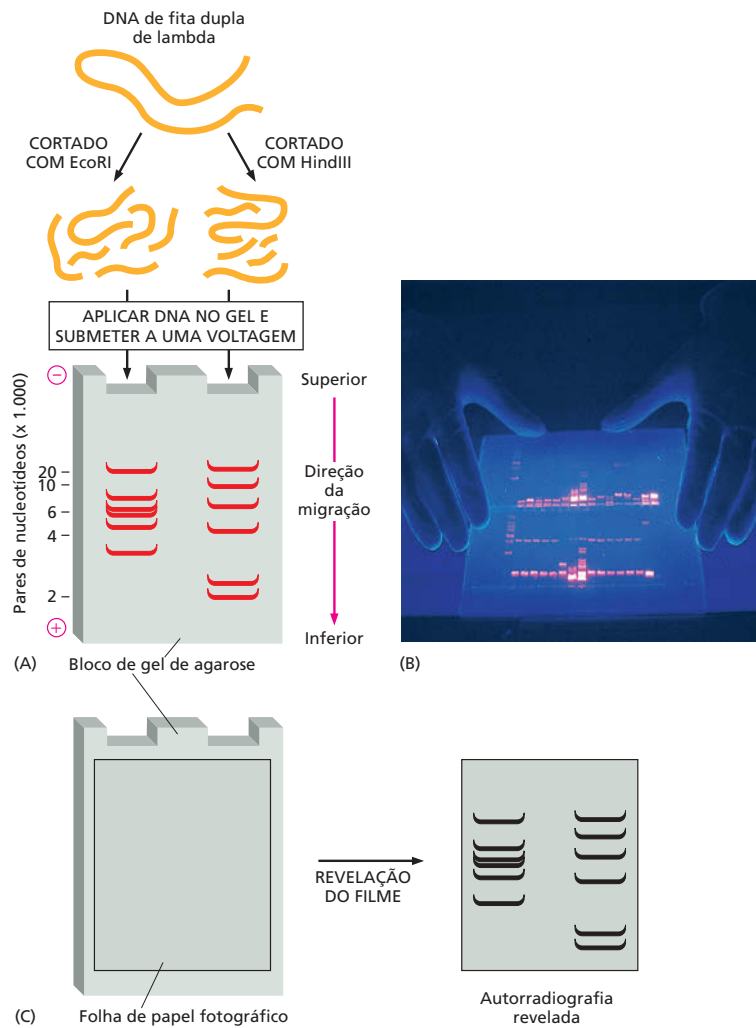 DNA de fita dupla
de lambda
CORTADO
COM EcoRI
CORTADO
COM HindIII
APLICAR DNA NO GEL E
SUBMETER A UMA VOLTAGEM
−
Superior
Pares de nucleotídeos (x 1.000)
20 –
10 –
6 –
4 –
2 –
Direção
da
migração
+
Inferior
(A)
Bloco de gel de agarose
(B)
REVELAÇÃO
DO FILME
(C)
Folha de papel fotográfico
Autorradiografia
revelada